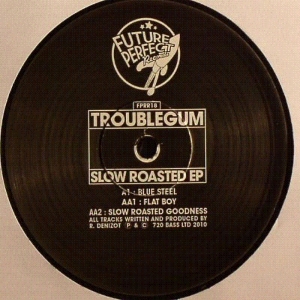 FUTURE
PERFECT
FPRR18
TROUBLEGUM
SLOW ROASTED EP
A1 : BLUE STEEL
AA1 : FLAT BOY
AA2 : SLOW ROASTED GOODNESS
ALL TRACKS WRITTEN AND PRODUCED BY
R. DENIZOT P & C 720 BASS LTD 2010